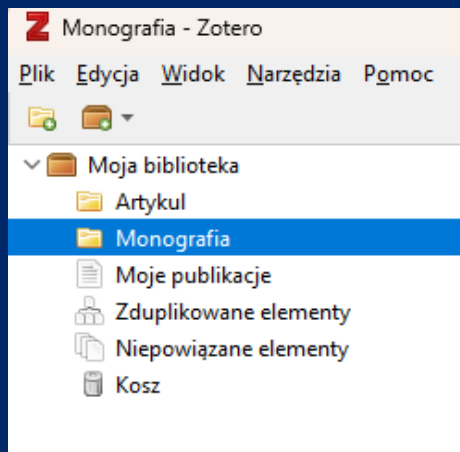 Monografia - Zotero
Plik Edycja Widok Narzędzia Pomoc
Moja biblioteka
Artykul
Monografia
Moje publikacje
Zduplikowane elementy
Niepowiązane elementy
Kosz